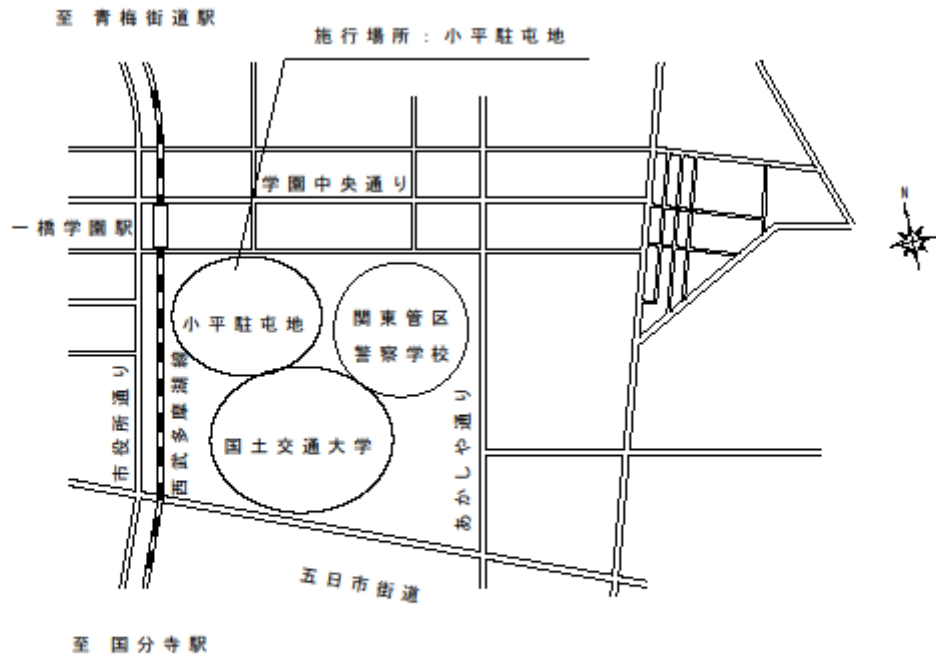 至 青梅街道駅
施行場所：小平駐屯地
学園中央通り
一橋学園駅
N
小平駐屯地
関東管区
警察学校
市役所通り
西武多摩湖線
国土交通大学
あかしや通り
五日市街道
至 国分寺駅